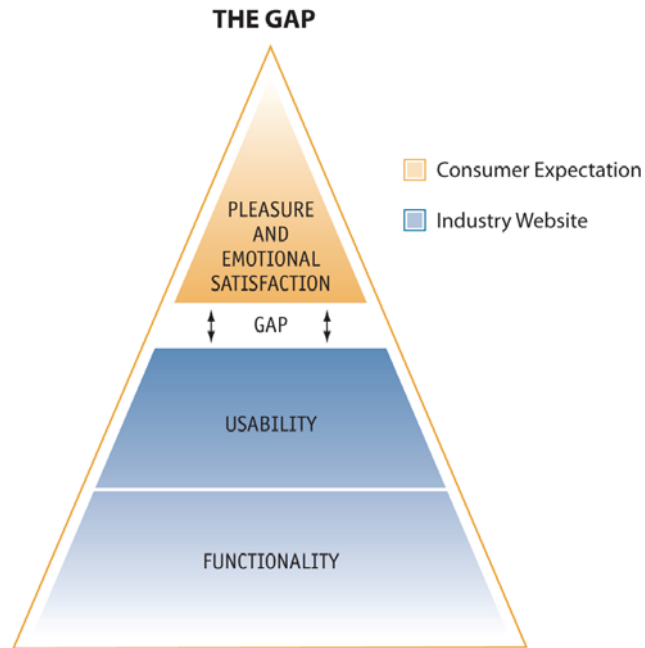 THE GAP
Consumer Expectation
Industry Website
PLEASURE
AND
EMOTIONAL
SATISFACTION
GAP
USABILITY
FUNCTIONALITY